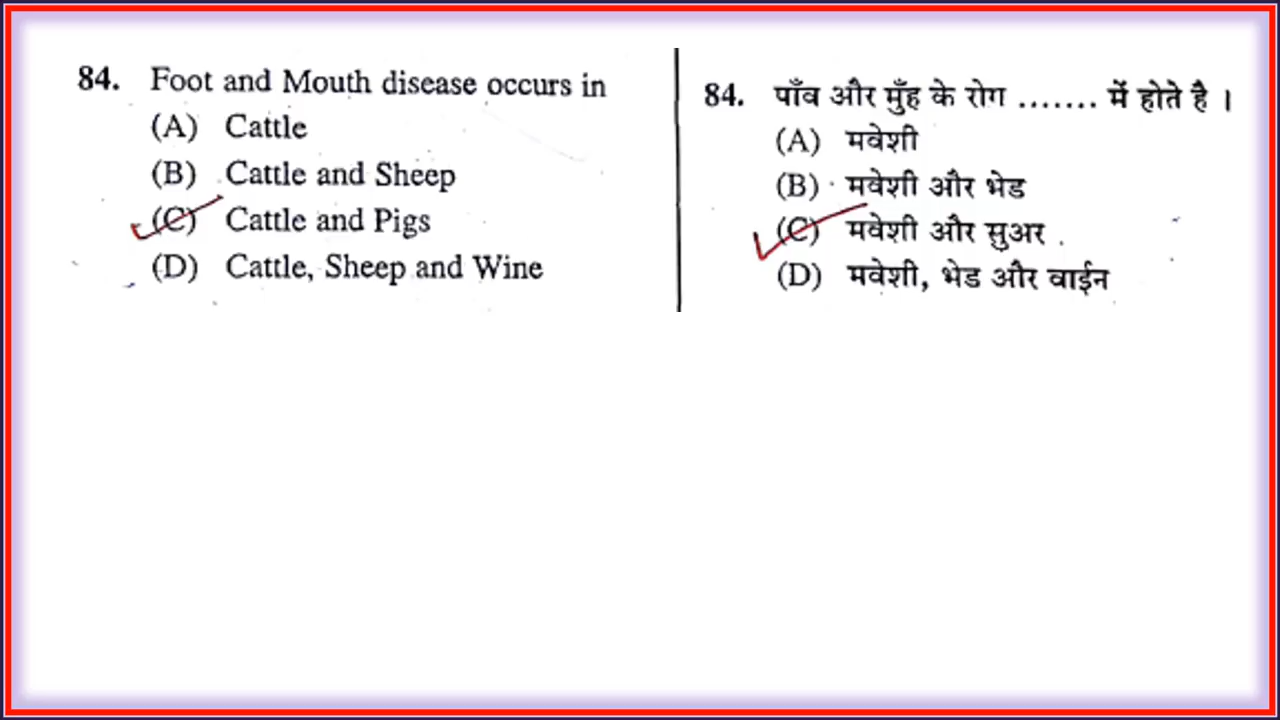 84. Foot and Mouth disease occurs in
(A) Cattle
(B) Cattle and Sheep
(C) Cattle and Pigs
(D) Cattle, Sheep and Wine
84. पाँव और मुँह के रोग ....... में होते है ।
(A) मवेशी
(B) मवेशी और भेड
(C) मवेशी और सुअर
(D) मवेशी, भेड और वाईन